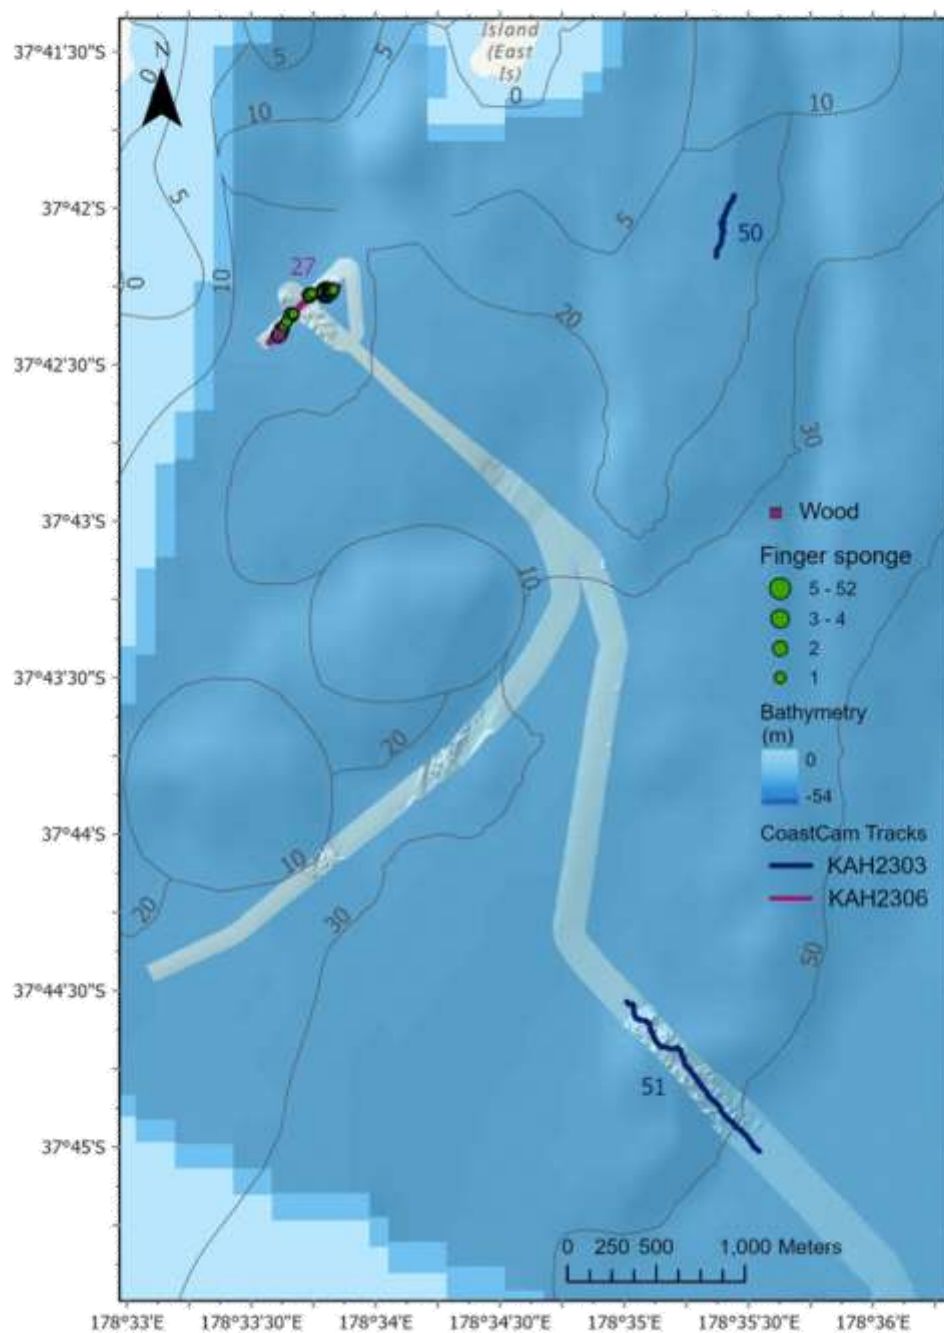 Island
(East
Is)
0
37°41'30"S
N
0
5
5
10
10
37°42'S
5
5
50
0
10
27
20
37°42'30"S
30
37°43'S
10
Wood
Finger sponge
5 - 52
3 - 4
2
1
37°43'30"S
20
Bathymetry
(m)
0
-54
37°44'S
CoastCam Tracks
KAH2303
KAH2306
10
20
30
50
37°44'30"S
51
37°45'S
0 250 500 1,000 Meters
178°33'E 178°33'30"E 178°34'E 178°34'30"E 178°35'E 178°35'30"E 178°36'E